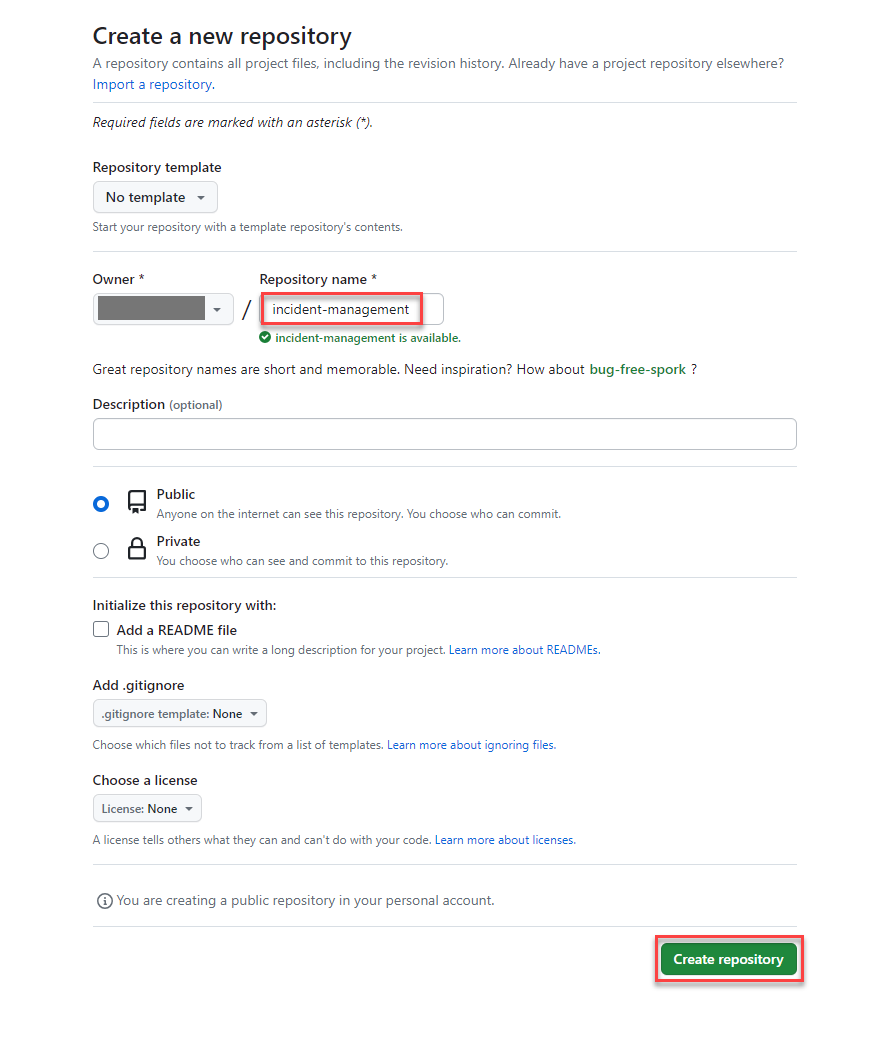 Create a new repository
A repository contains all project files, including the revision history. Already have a project repository elsewhere?
Import a repository.
Required fields are marked with an asterisk (*).
Repository template
No template
Start your repository with a template repository's contents.
Owner *
Repository name *
/
incident-management
incident-management is available.
Great repository names are short and memorable. Need inspiration? How about bug-free-spork ?
Description (optional)
Public
Anyone on the internet can see this repository. You choose who can commit.
Private
You choose who can see and commit to this repository.
Initialize this repository with:
Add a README file
This is where you can write a long description for your project. Learn more about READMEs.
Add .gitignore
.gitignore template: None
Choose which files not to track from a list of templates. Learn more about ignoring files.
Choose a license
License: None
A license tells others what they can and can't do with your code. Learn more about licenses.
You are creating a public repository in your personal account.
Create repository